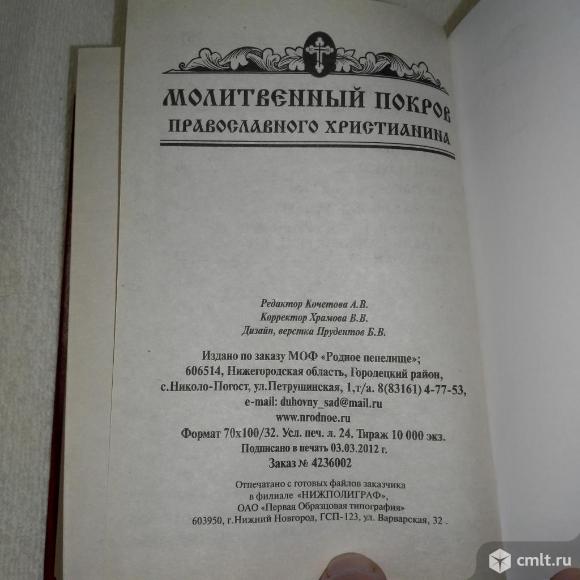 МОЛИТВЕННЫЙ ПОКРОВ
ПРАВОСЛАВНОГО ХРИСТИАНИНА
Редактор Кочетова А.В.
Корректор Храмова В.В.
Дизайн, верстка Прудентов Б.В.
Издано по заказу МОФ «Родное пепелище»;
606514, Нижегородская область, Городецкий район,
с.Николо-Погост, ул.Петрушинская, 1,т/а. 8(83161) 4-77-53,
e-mail: duhovny_sad@mail.ru
www.nrodnoe.ru
Формат 70х100/32. Усл. печ. л. 24. Тираж 10 000 экз.
Подписано в печать 03.03.2012 г.
Заказ № 4236002
Отпечатано с готовых файлов заказчика
в филиале «НИЖПОЛИГРАФ»,
ОАО «Первая Образцовая типография»
603950, г.Нижний Новгород, ГСП-123, ул. Варварская, 32 .
cmlt.ru